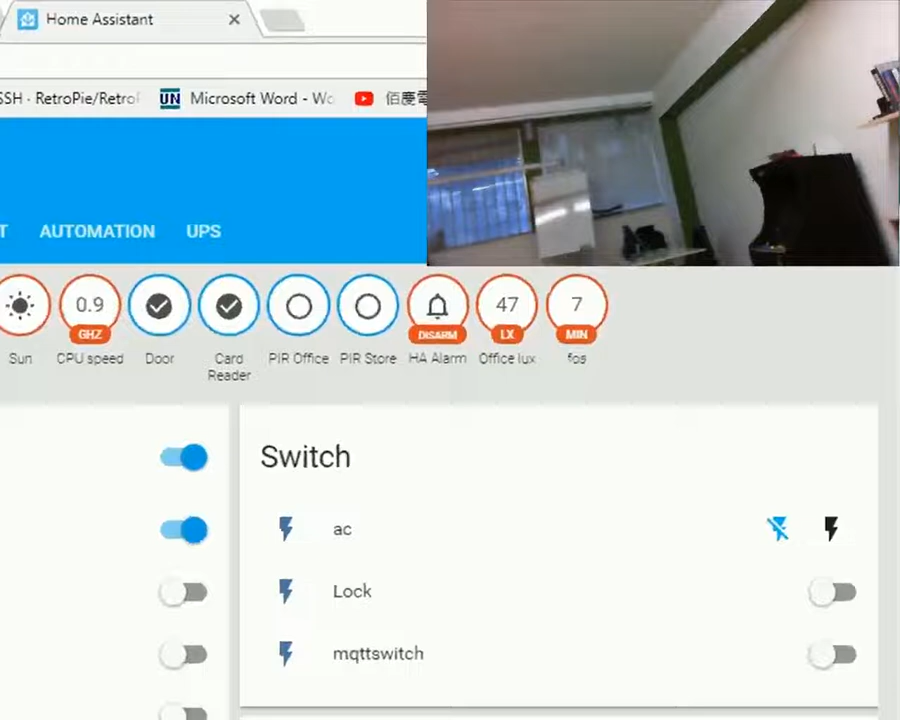 Home Assistant
SSH · RetroPie/Retro
UN Microsoft Word - Wo
佰慶電
T AUTOMATION UPS
0.9 47 7
GHZ DISARM LX MIN
Sun CPU speed Door Card Reader PIR Office PIR Store HA Alarm Office lux fos
Switch
ac
Lock
mqttswitch